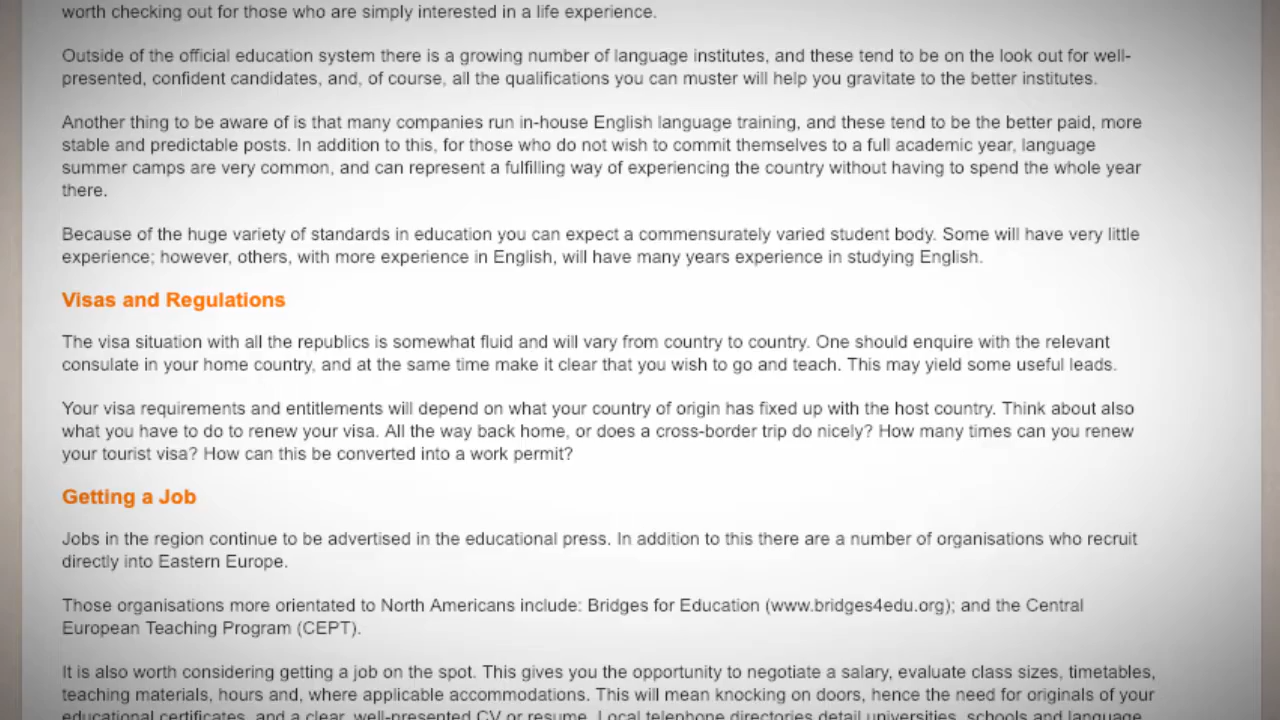 worth checking out for those who are simply interested in a life experience.
Outside of the official education system there is a growing number of language institutes, and these tend to be on the look out for well-
presented, confident candidates, and, of course, all the qualifications you can muster will help you gravitate to the better institutes.
Another thing to be aware of is that many companies run in-house English language training, and these tend to be the better paid, more
stable and predictable posts. In addition to this, for those who do not wish to commit themselves to a full academic year, language
summer camps are very common, and can represent a fulfilling way of experiencing the country without having to spend the whole year
there.
Because of the huge variety of standards in education you can expect a commensurately varied student body. Some will have very little
experience; however, others, with more experience in English, will have many years experience in studying English.
Visas and Regulations
The visa situation with all the republics is somewhat fluid and will vary from country to country. One should enquire with the relevant
consulate in your home country, and at the same time make it clear that you wish to go and teach. This may yield some useful leads.
Your visa requirements and entitlements will depend on what your country of origin has fixed up with the host country. Think about also
what you have to do to renew your visa. All the way back home, or does a cross-border trip do nicely? How many times can you renew
your tourist visa? How can this be converted into a work permit?
Getting a Job
Jobs in the region continue to be advertised in the educational press. In addition to this there are a number of organisations who recruit
directly into Eastern Europe.
Those organisations more orientated to North Americans include: Bridges for Education (www.bridges4edu.org); and the Central
European Teaching Program (CEPT).
It is also worth considering getting a job on the spot. This gives you the opportunity to negotiate a salary, evaluate class sizes, timetables,
teaching materials, hours and, where applicable accommodations. This will mean knocking on doors, hence the need for originals of your
educational certificates, and a clear, well-presented CV or resume. Local telephone directories detail universities, schools and language